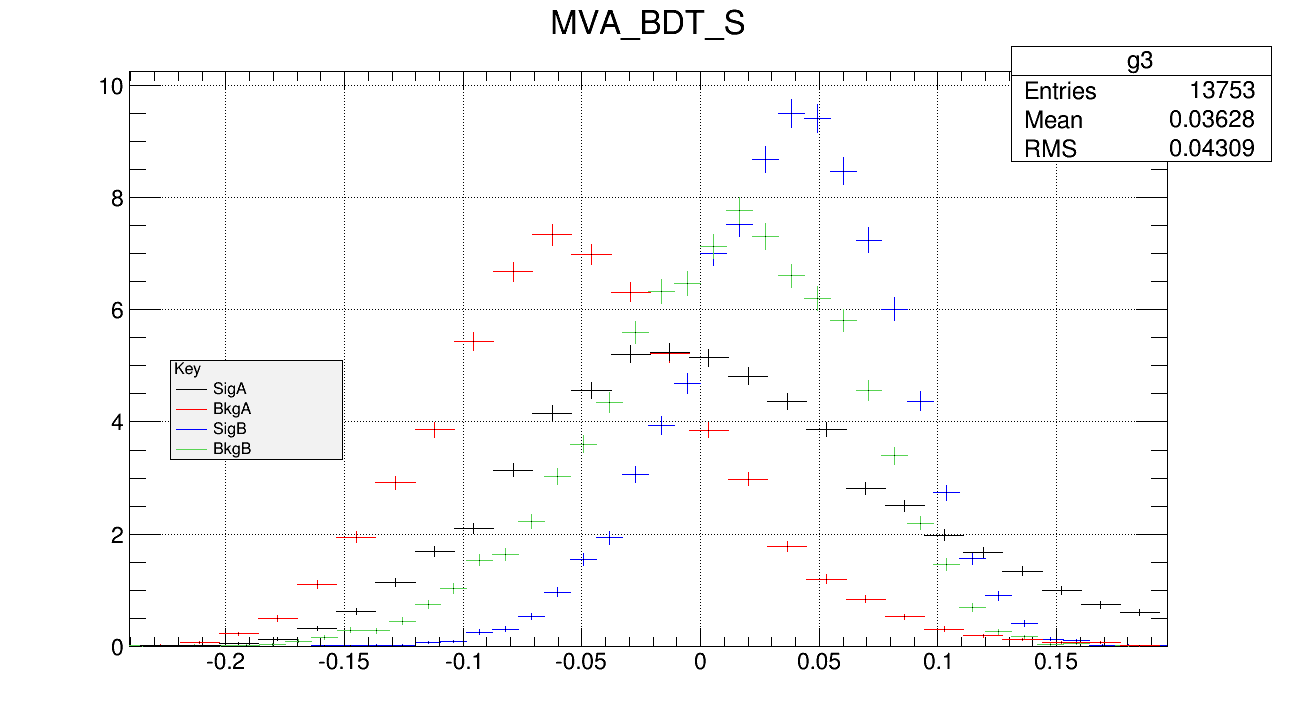 MVA_BDT_S
g3
Entries 13753
Mean 0.03628
RMS 0.04309
10
8
6
4
2
0
Key
SigA
BkgA
SigB
BkgB
-0.2 -0.15 -0.1 -0.05 0 0.05 0.1 0.15